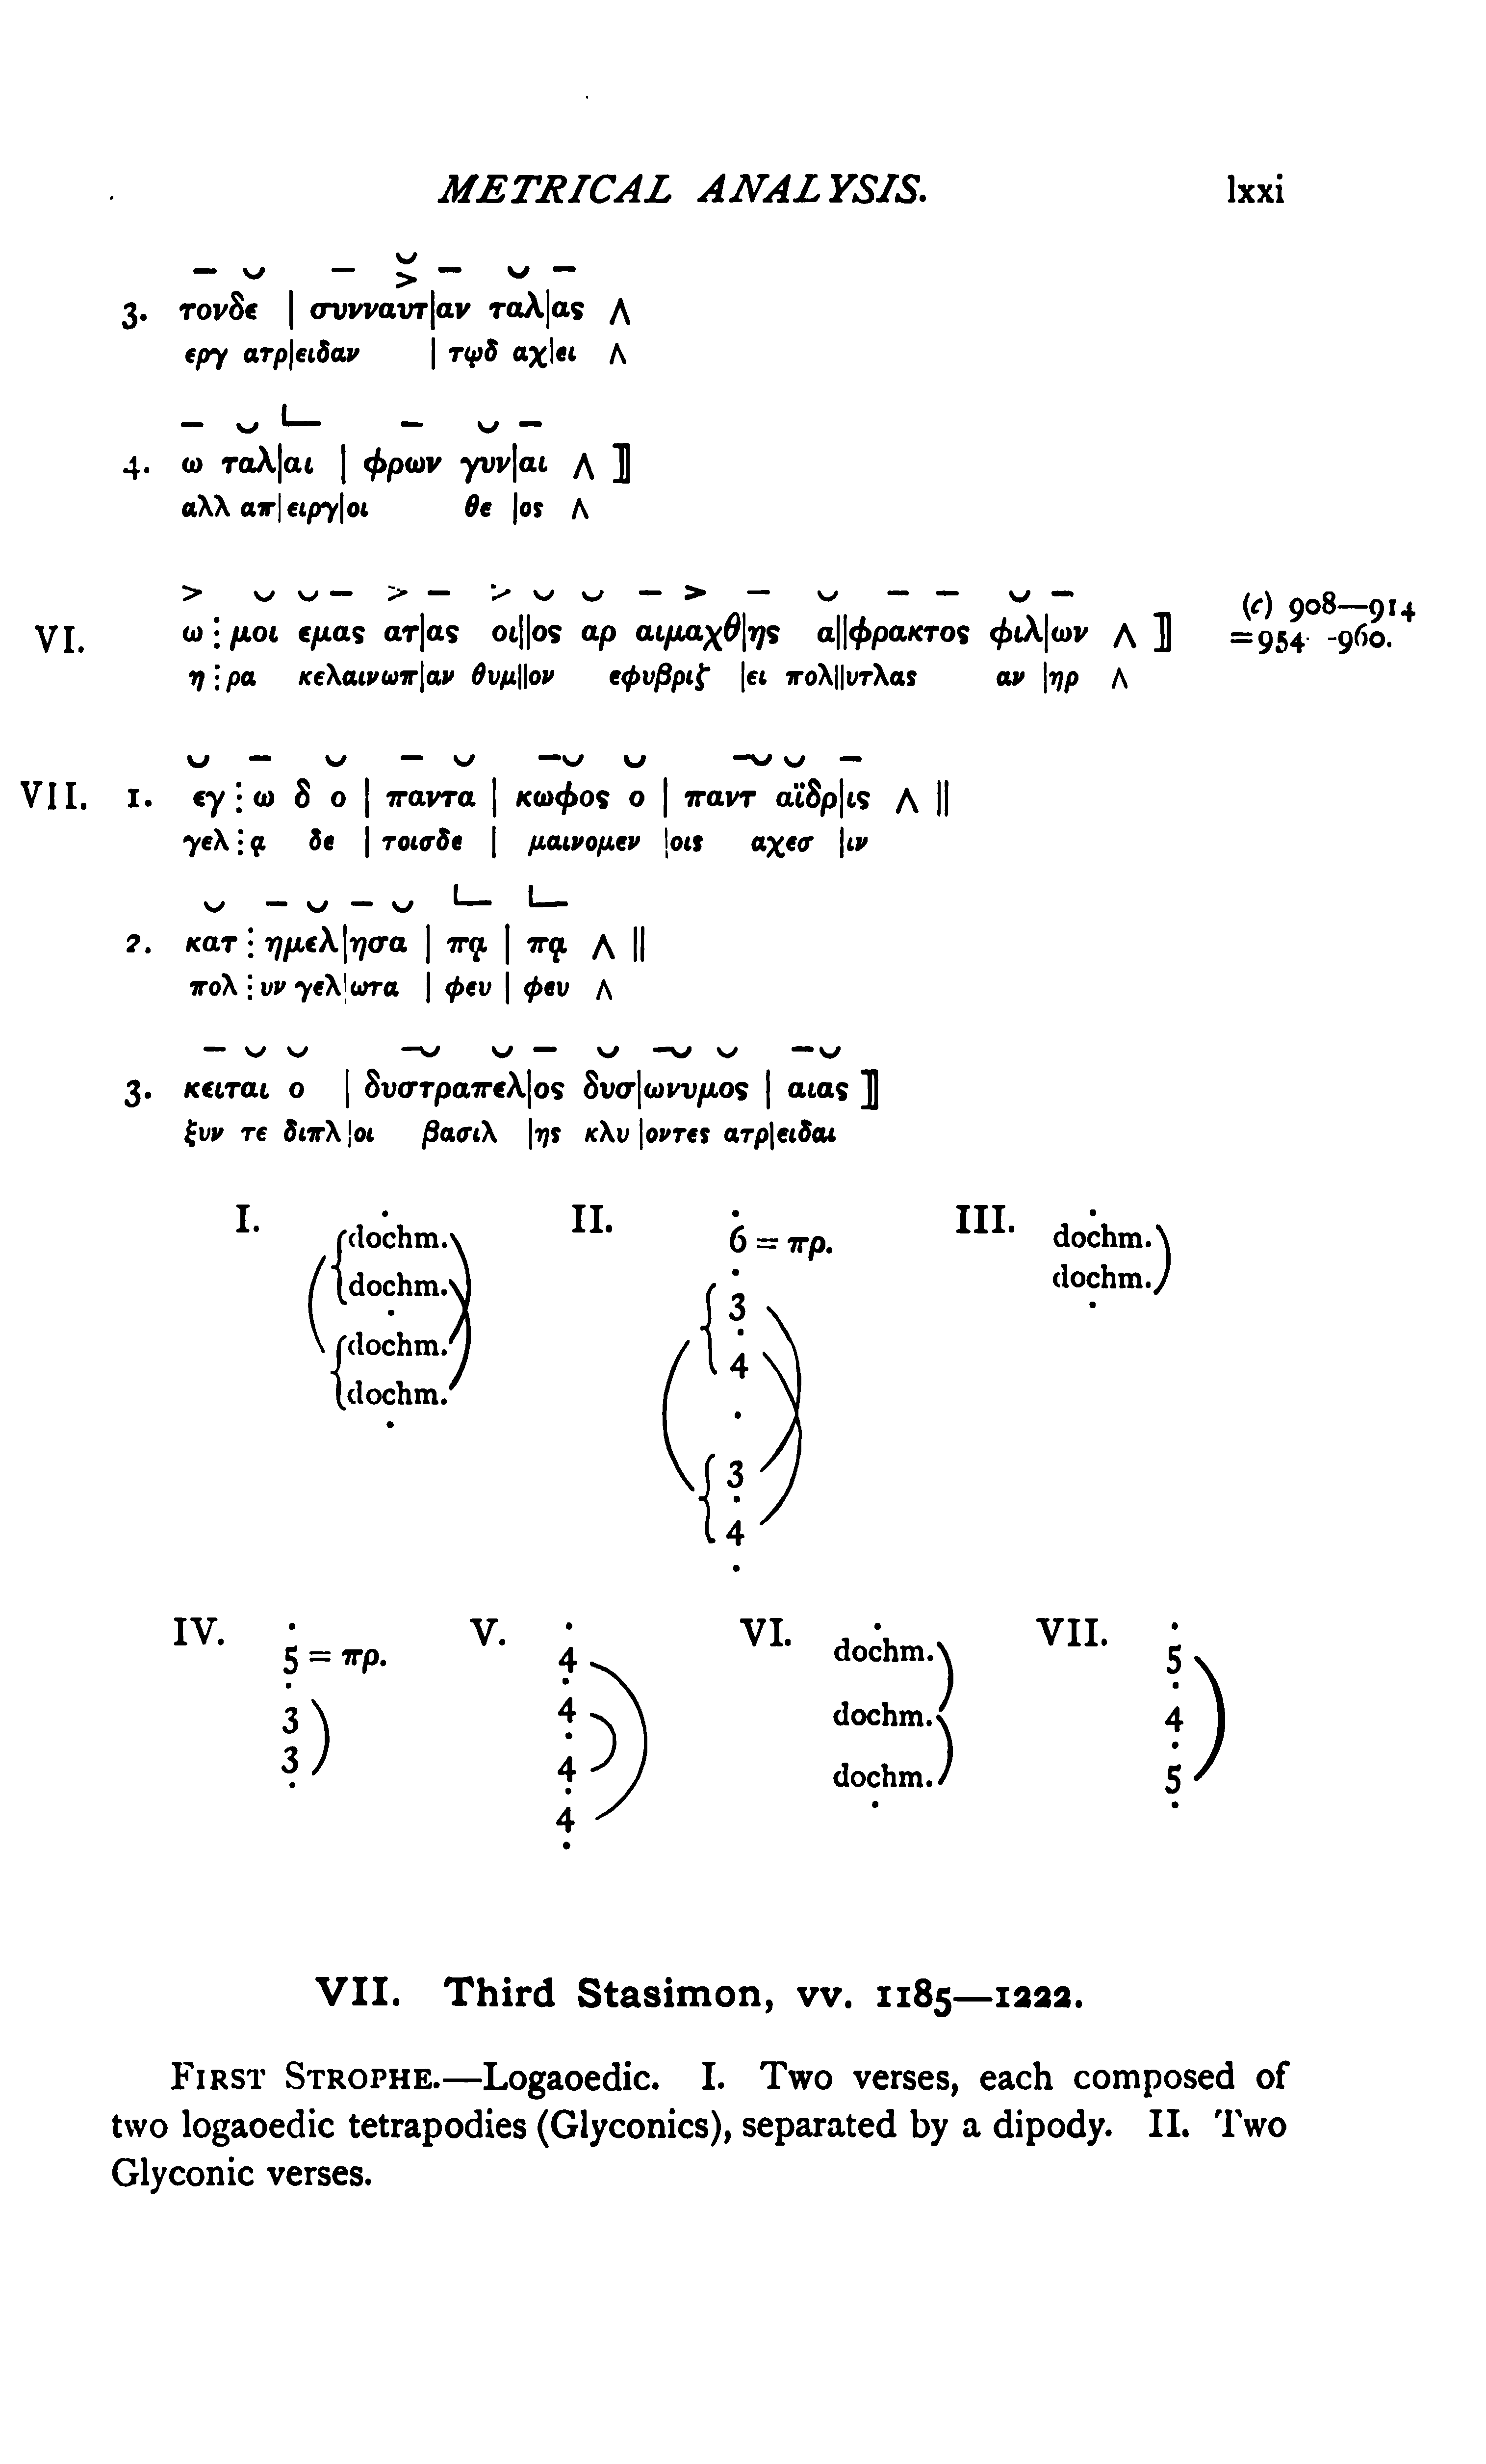 METRICAL ANALYSIS. lxxi
– ⏑ – ⏑ > – ⏑ –
3. τονδε | συνναυτ|αν ταλ|ας ∧
εργ ατρ|ειδαν | τῳδ αχ|ει ∧
– ⏑ ∟ – ⏑ –
4. ω ταλ|αι | φρων γυν|αι ∧ ]]
αλλ απ|ειργ|οι θε |ος ∧
> ⏑ ⏑ – > – > ⏑ ⏑ – > – ⏑ – – ⏑ –
VI. ω ⋮ μοι εμας ατ|ας οι||ος αρ αιμαχθ|ης α||φρακτος φιλ|ων ∧ ]] (c) 908—914
η ⋮ ρα κελαινωπ|αν θυμ||ον εφυβριζ |ει πολ||υτλας αν |ηρ ∧ =954-960.
⏑ – ⏑ – ⏑ –⏑ ⏑ –⏑ ⏑ –
VII. 1. εγ ⋮ ω δ ο | παντα | κωφος ο | παντ αϊδρ|ις ∧ ||
γελ ⋮ ᾳ δε | τοισδε | μαινομεν |οις αχεσ |ιν
⏑ – ⏑ – ⏑ ∟ ∟
2. κατ ⋮ ημελ|ησα | πᾳ | πᾳ ∧ ||
πολ ⋮ υν γελ|ωτα | φευ | φευ ∧
– ⏑ ⏑ –⏑ ⏑ – ⏑ –⏑ ⏑ –⏑
3. κειται ο | δυστραπελ|ος δυσ|ωνυμος | αιας ]]
ξυν τε διπλ|οι βασιλ |ης κλυ |οντες ατρ|ειδαι
I. II. III.
dochm. 6 = πρ. dochm.
dochm. 3 dochm.
dochm. 4
dochm. 3
4
IV. V. VI. VII.
5 = πρ. 4 dochm. 5
3 4 dochm. 4
3 4 dochm. 5
4
VII. Third Stasimon, vv. 1185—1222.
FIRST STROPHE.—Logaoedic. I. Two verses, each composed of
two logaoedic tetrapodies (Glyconics), separated by a dipody. II. Two
Glyconic verses.